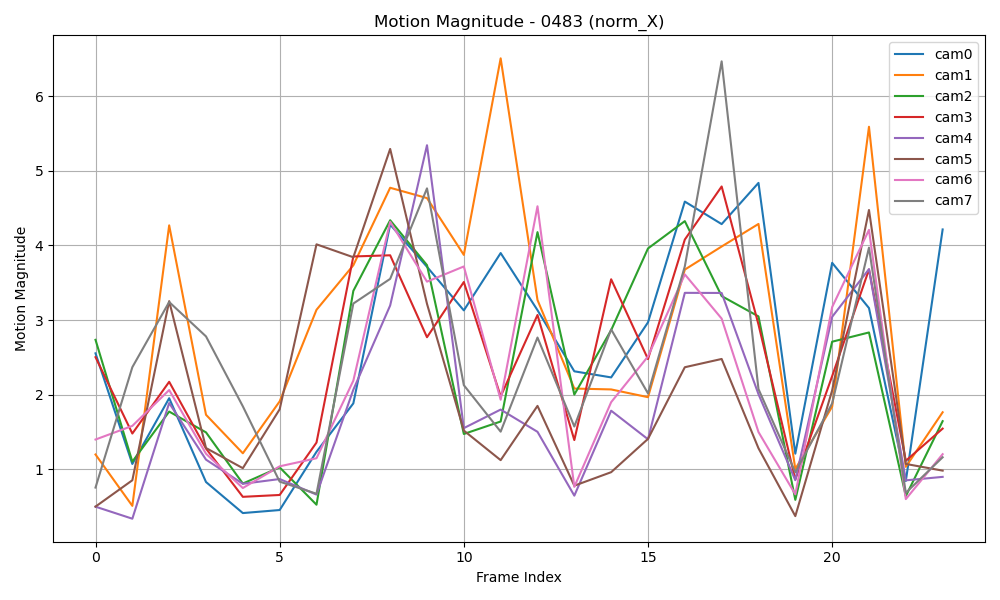 Motion Magnitude - 0483 (norm_X)
Motion Magnitude
6
5
4
3
2
1
0
5
10
15
20
Frame Index
cam0
cam1
cam2
cam3
cam4
cam5
cam6
cam7